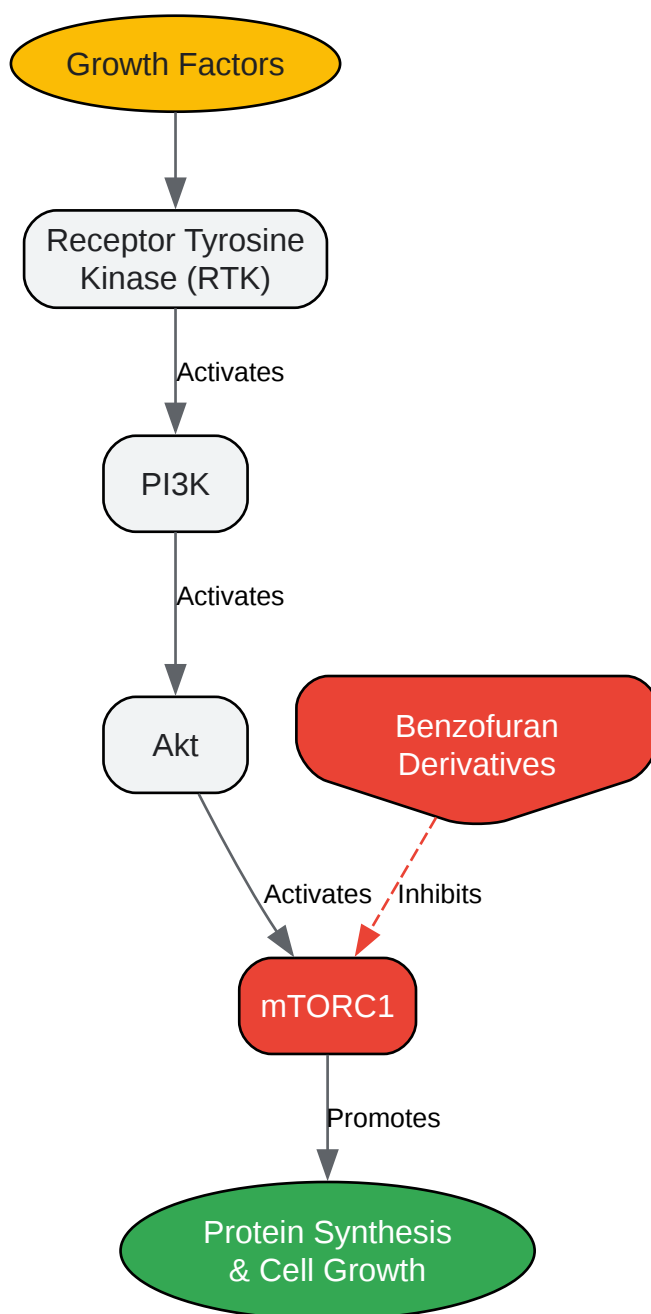 Growth Factors
Receptor Tyrosine
Kinase (RTK)
Activates
PI3K
Activates
Akt
Benzofuran
Derivatives
Activates
Inhibits
mTORC1
Promotes
Protein Synthesis
& Cell Growth